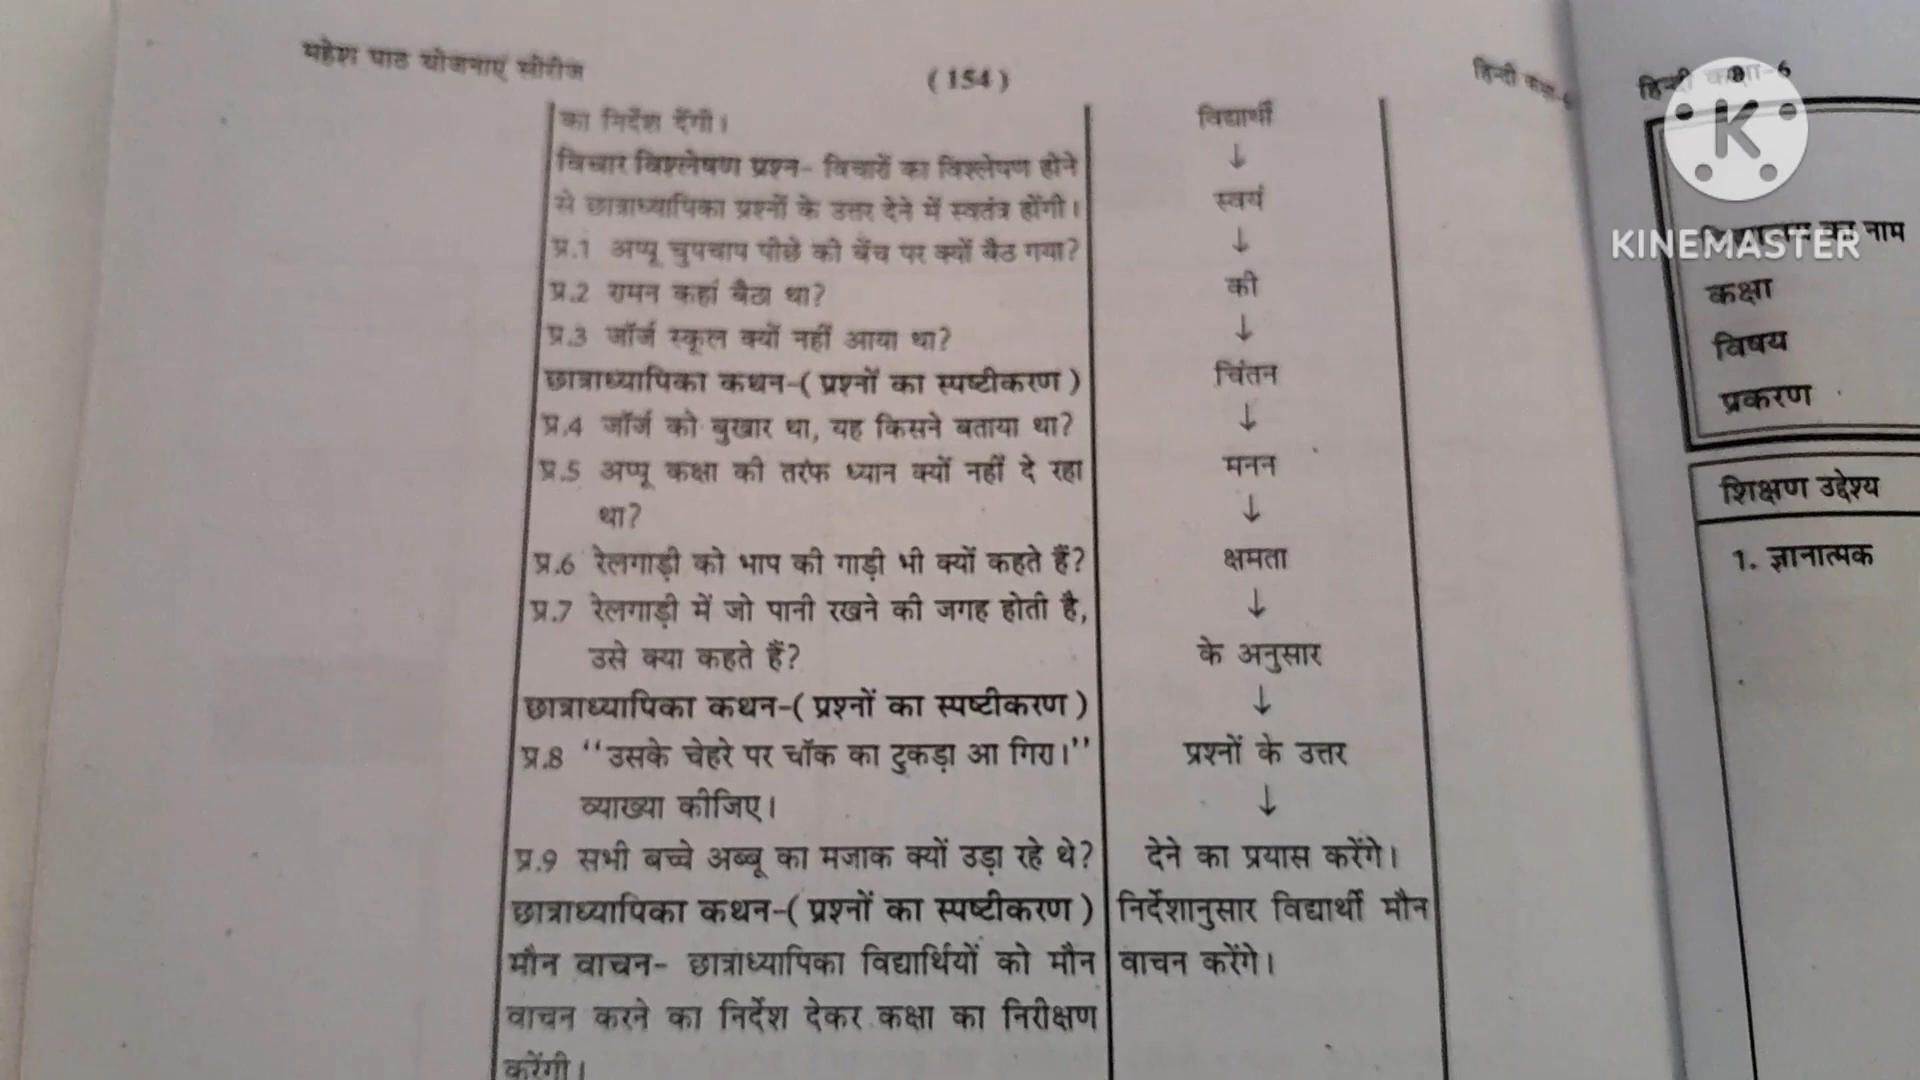 महेश पाठ योजनाएं सीरीज
(154)
हिन्दी कक्षा-6
का निर्देश देंगी।
विचार विश्लेषण प्रश्न- विचारों का विश्लेषण होने
से छात्राध्यापिका प्रश्नों के उत्तर देने में स्वतंत्र होंगी।
प्र.1 अप्पू चुपचाप पीछे की बेंच पर क्यों बैठ गया?
प्र.2 रामन कहां बैठा था?
प्र.3 जॉर्ज स्कूल क्यों नहीं आया था?
छात्राध्यापिका कथन-( प्रश्नों का स्पष्टीकरण )
प्र.4 जॉर्ज को बुखार था, यह किसने बताया था?
प्र.5 अप्पू कक्षा की तरफ ध्यान क्यों नहीं दे रहा
था?
प्र.6 रेलगाड़ी को भाप की गाड़ी भी क्यों कहते हैं?
प्र.7 रेलगाड़ी में जो पानी रखने की जगह होती है,
उसे क्या कहते हैं?
छात्राध्यापिका कथन-( प्रश्नों का स्पष्टीकरण )
प्र.8 ‘‘उसके चेहरे पर चॉक का टुकड़ा आ गिरा।’’
व्याख्या कीजिए।
प्र.9 सभी बच्चे अब्बू का मजाक क्यों उड़ा रहे थे?
छात्राध्यापिका कथन-( प्रश्नों का स्पष्टीकरण )
मौन वाचन- छात्राध्यापिका विद्यार्थियों को मौन
वाचन करने का निर्देश देकर कक्षा का निरीक्षण
करेंगी।
विद्यार्थी
↓
स्वयं
↓
की
↓
चिंतन
↓
मनन
↓
क्षमता
↓
के अनुसार
↓
प्रश्नों के उत्तर
↓
देने का प्रयास करेंगे।
निर्देशानुसार विद्यार्थी मौन
वाचन करेंगे।
हिन्दी कक्षा-6
K
KINEMASTER
का नाम
कक्षा
विषय
प्रकरण
शिक्षण उद्देश्य
1. ज्ञानात्मक